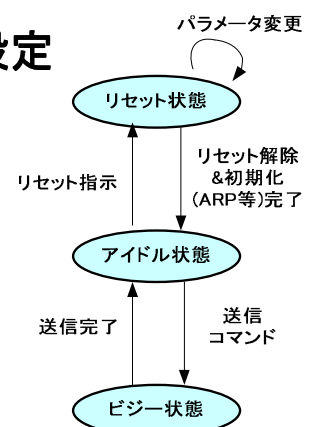 パラメータ変更
設定
リセット状態
リセット解除
&初期化
(ARP等)完了
リセット指示
アイドル状態
送信完了
送信
コマンド
ビジー状態